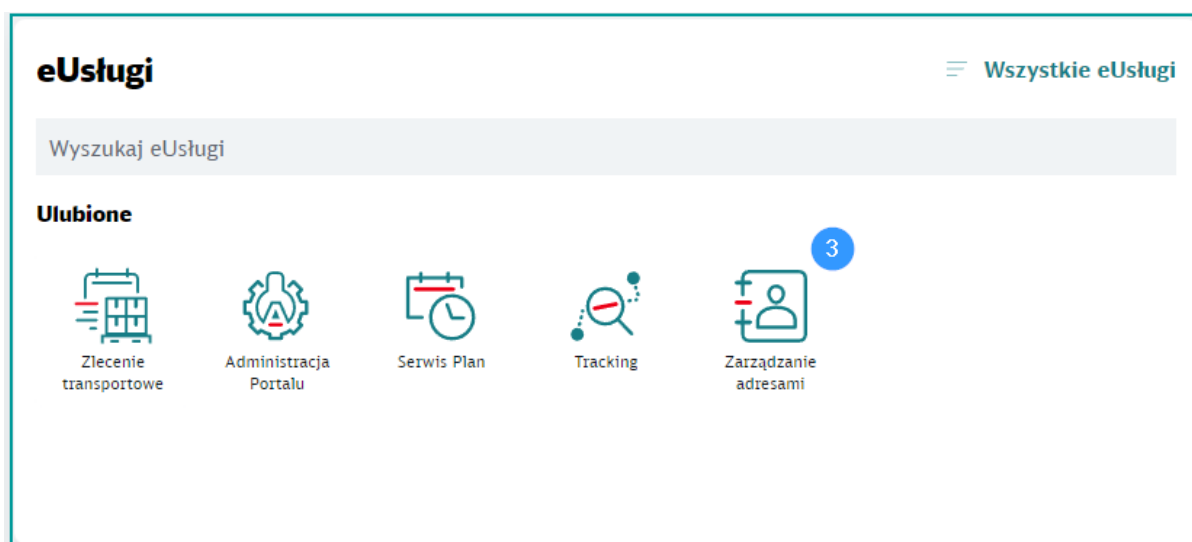 eUsługi
Wszystkie eUsługi
Wyszukaj eUsługi
Ulubione
3
Zlecenie
transportowe
Administracja
Portalu
Serwis Plan
Tracking
Zarządzanie
adresami